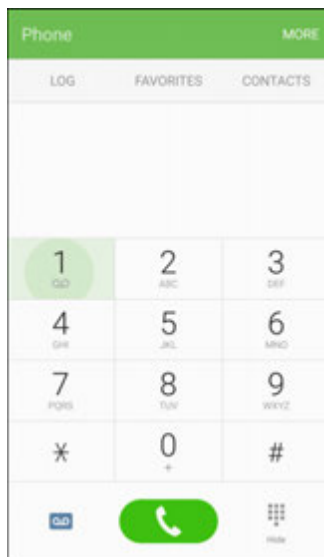 Phone MORE
LOG FAVORITES CONTACTS
1 2 3
ABC DEF
4 5 6
GHI JKL MNO
7 8 9
PQRS TUV WXYZ
* 0 #
+
Hide